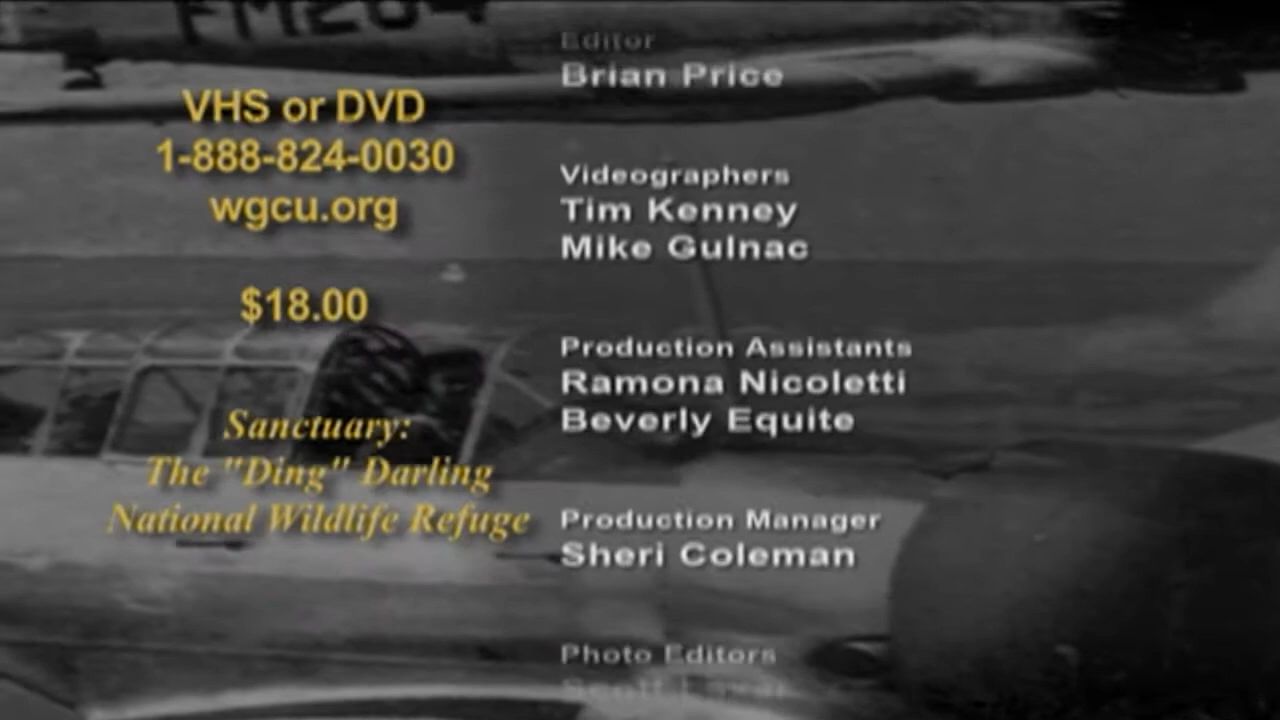 VHS or DVD
1-888-824-0030
wgcu.org
$18.00
Sanctuary:
The "Ding" Darling
National Wildlife Refuge
Editor
Brian Price
Videographers
Tim Kenney
Mike Gulnac
Production Assistants
Ramona Nicoletti
Beverly Equite
Production Manager
Sheri Coleman
Photo Editors
Scott